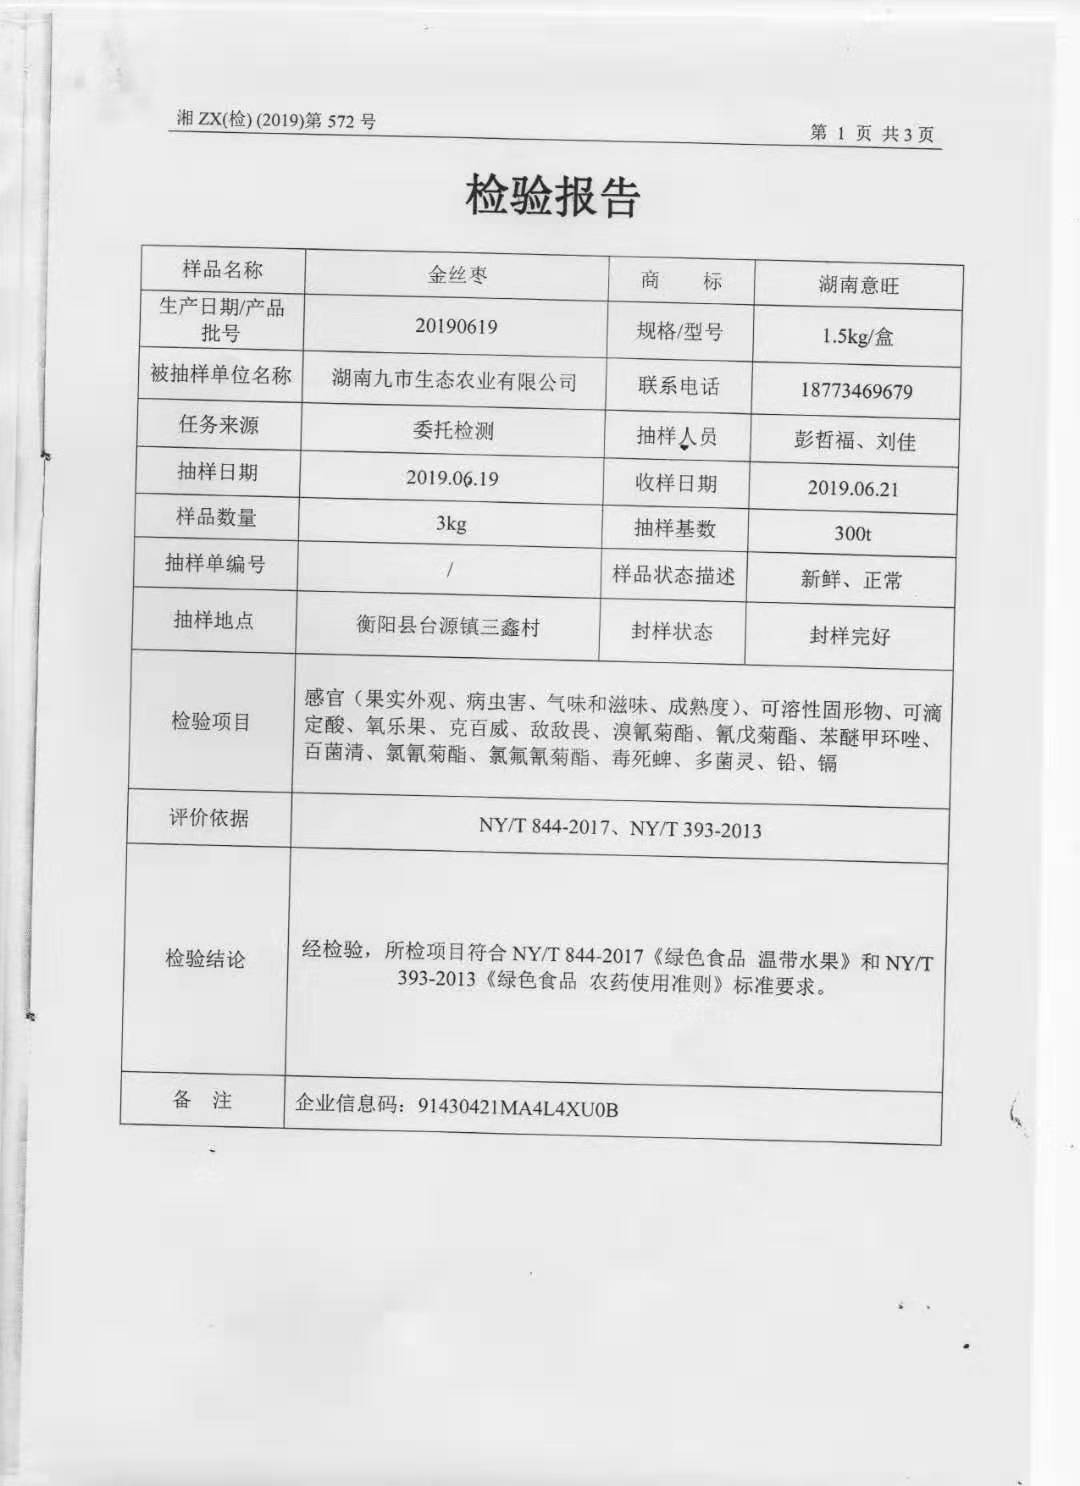 湘 ZX(检) (2019)第 572 号
第 1 页 共 3 页
检验报告
样品名称 金丝枣 商 标 湖南意旺
生产日期/产品
批号 20190619 规格/型号 1.5kg/盒
被抽样单位名称 湖南九市生态农业有限公司 联系电话 18773469679
任务来源 委托检测 抽样人员 彭哲福、刘佳
抽样日期 2019.06.19 收样日期 2019.06.21
样品数量 3kg 抽样基数 300t
抽样单编号 / 样品状态描述 新鲜、正常
抽样地点 衡阳县台源镇三鑫村 封样状态 封样完好
检验项目
感官（果实外观、病虫害、气味和滋味、成熟度）、可溶性固形物、可滴
定酸、氧乐果、克百威、敌敌畏、溴氰菊酯、氰戊菊酯、苯醚甲环唑、
百菌清、氯氰菊酯、氯氟氰菊酯、毒死蜱、多菌灵、铅、镉
评价依据 NY/T 844-2017、NY/T 393-2013
检验结论
经检验，所检项目符合 NY/T 844-2017《绿色食品 温带水果》和 NY/T
393-2013《绿色食品 农药使用准则》标准要求。
备 注 企业信息码：91430421MA4L4XU0B